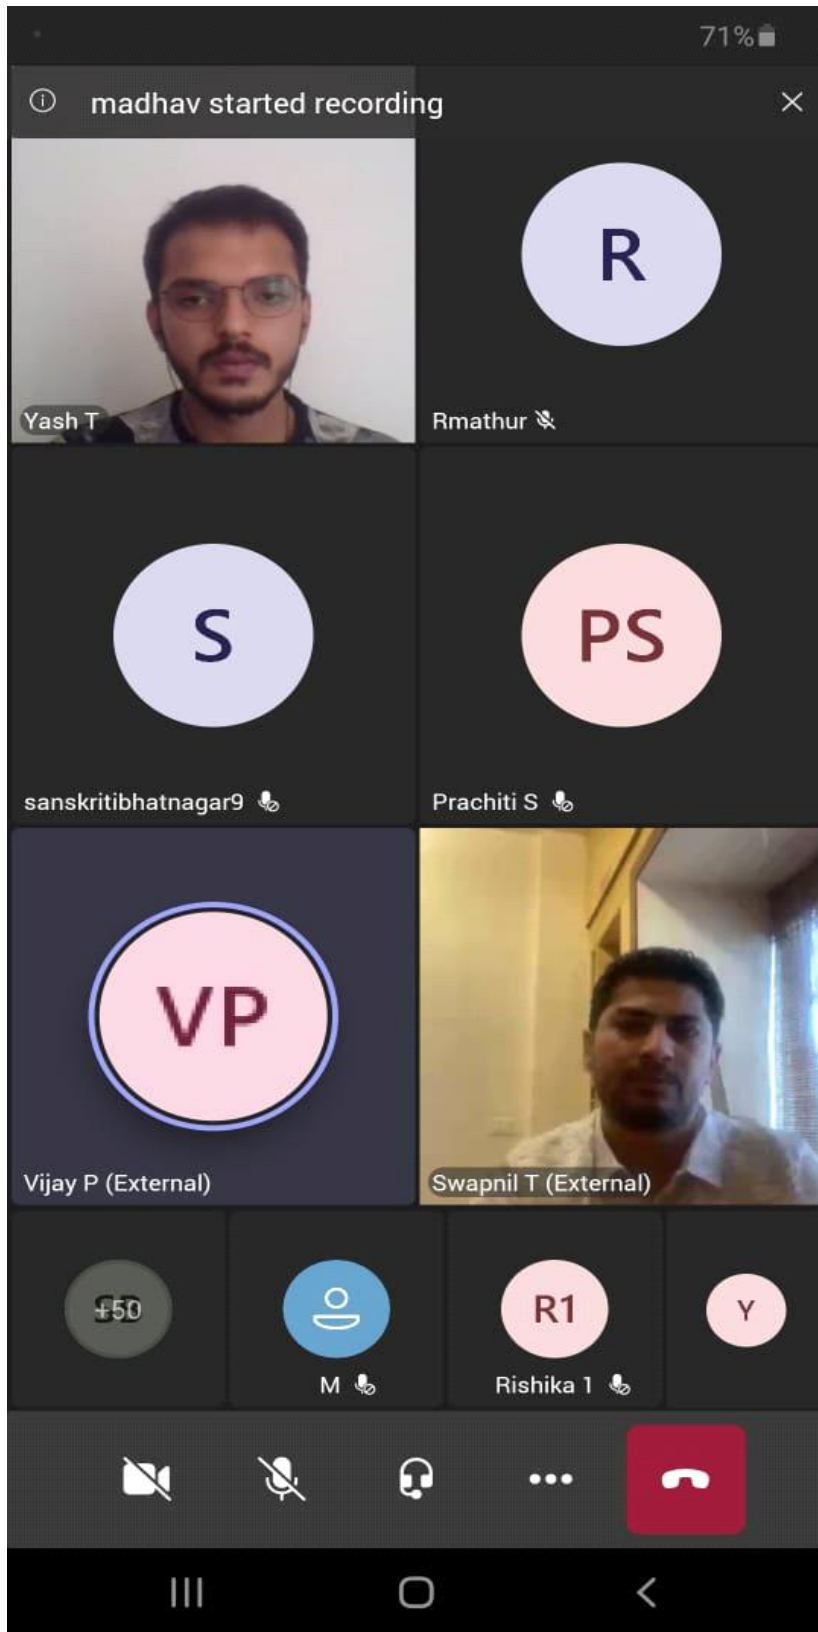 71%
madhav started recording
Yash T
R
Rmathur
S
sanskritibhatnagar9
PS
Prachiti S
VP
Vijay P (External)
Swapnil T (External)
+50
M
R1
Rishika 1
Y